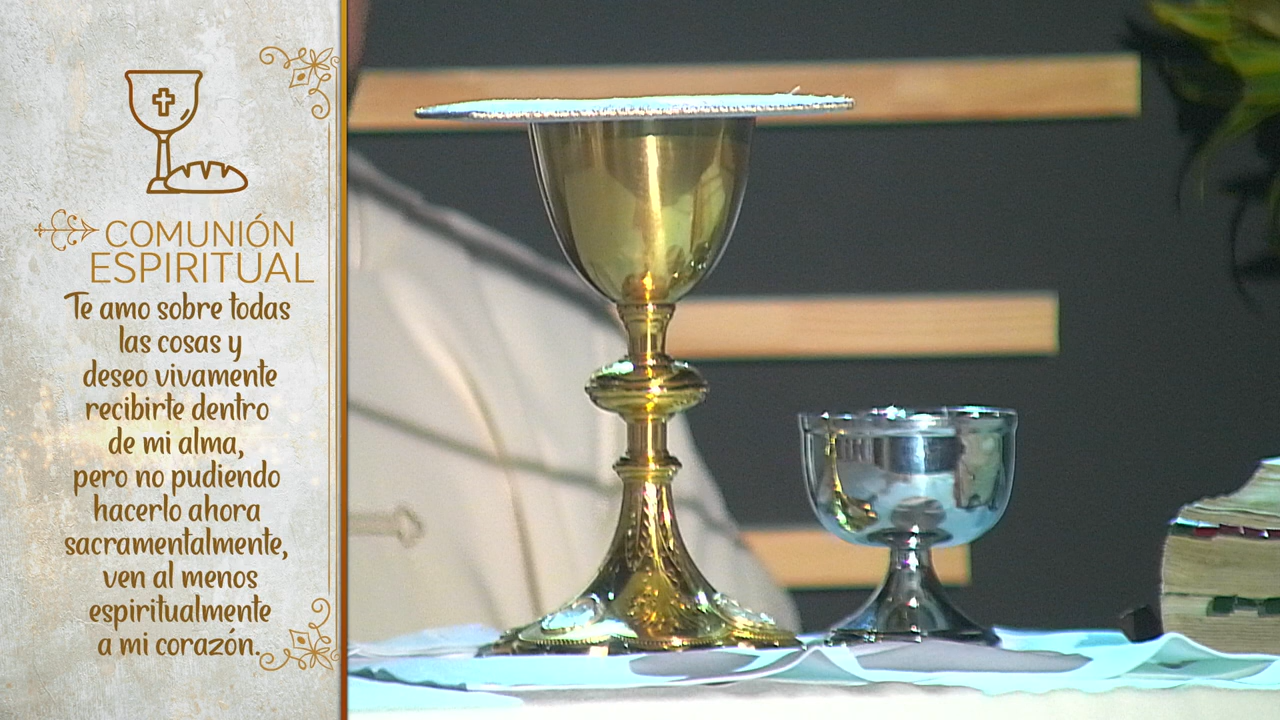 COMUNIÓN
ESPIRITUAL
Te amo sobre todas
las cosas y
deseo vivamente
recibirte dentro
de mi alma,
pero no pudiendo
hacerlo ahora
sacramentalmente,
ven al menos
espiritualmente
a mi corazón.